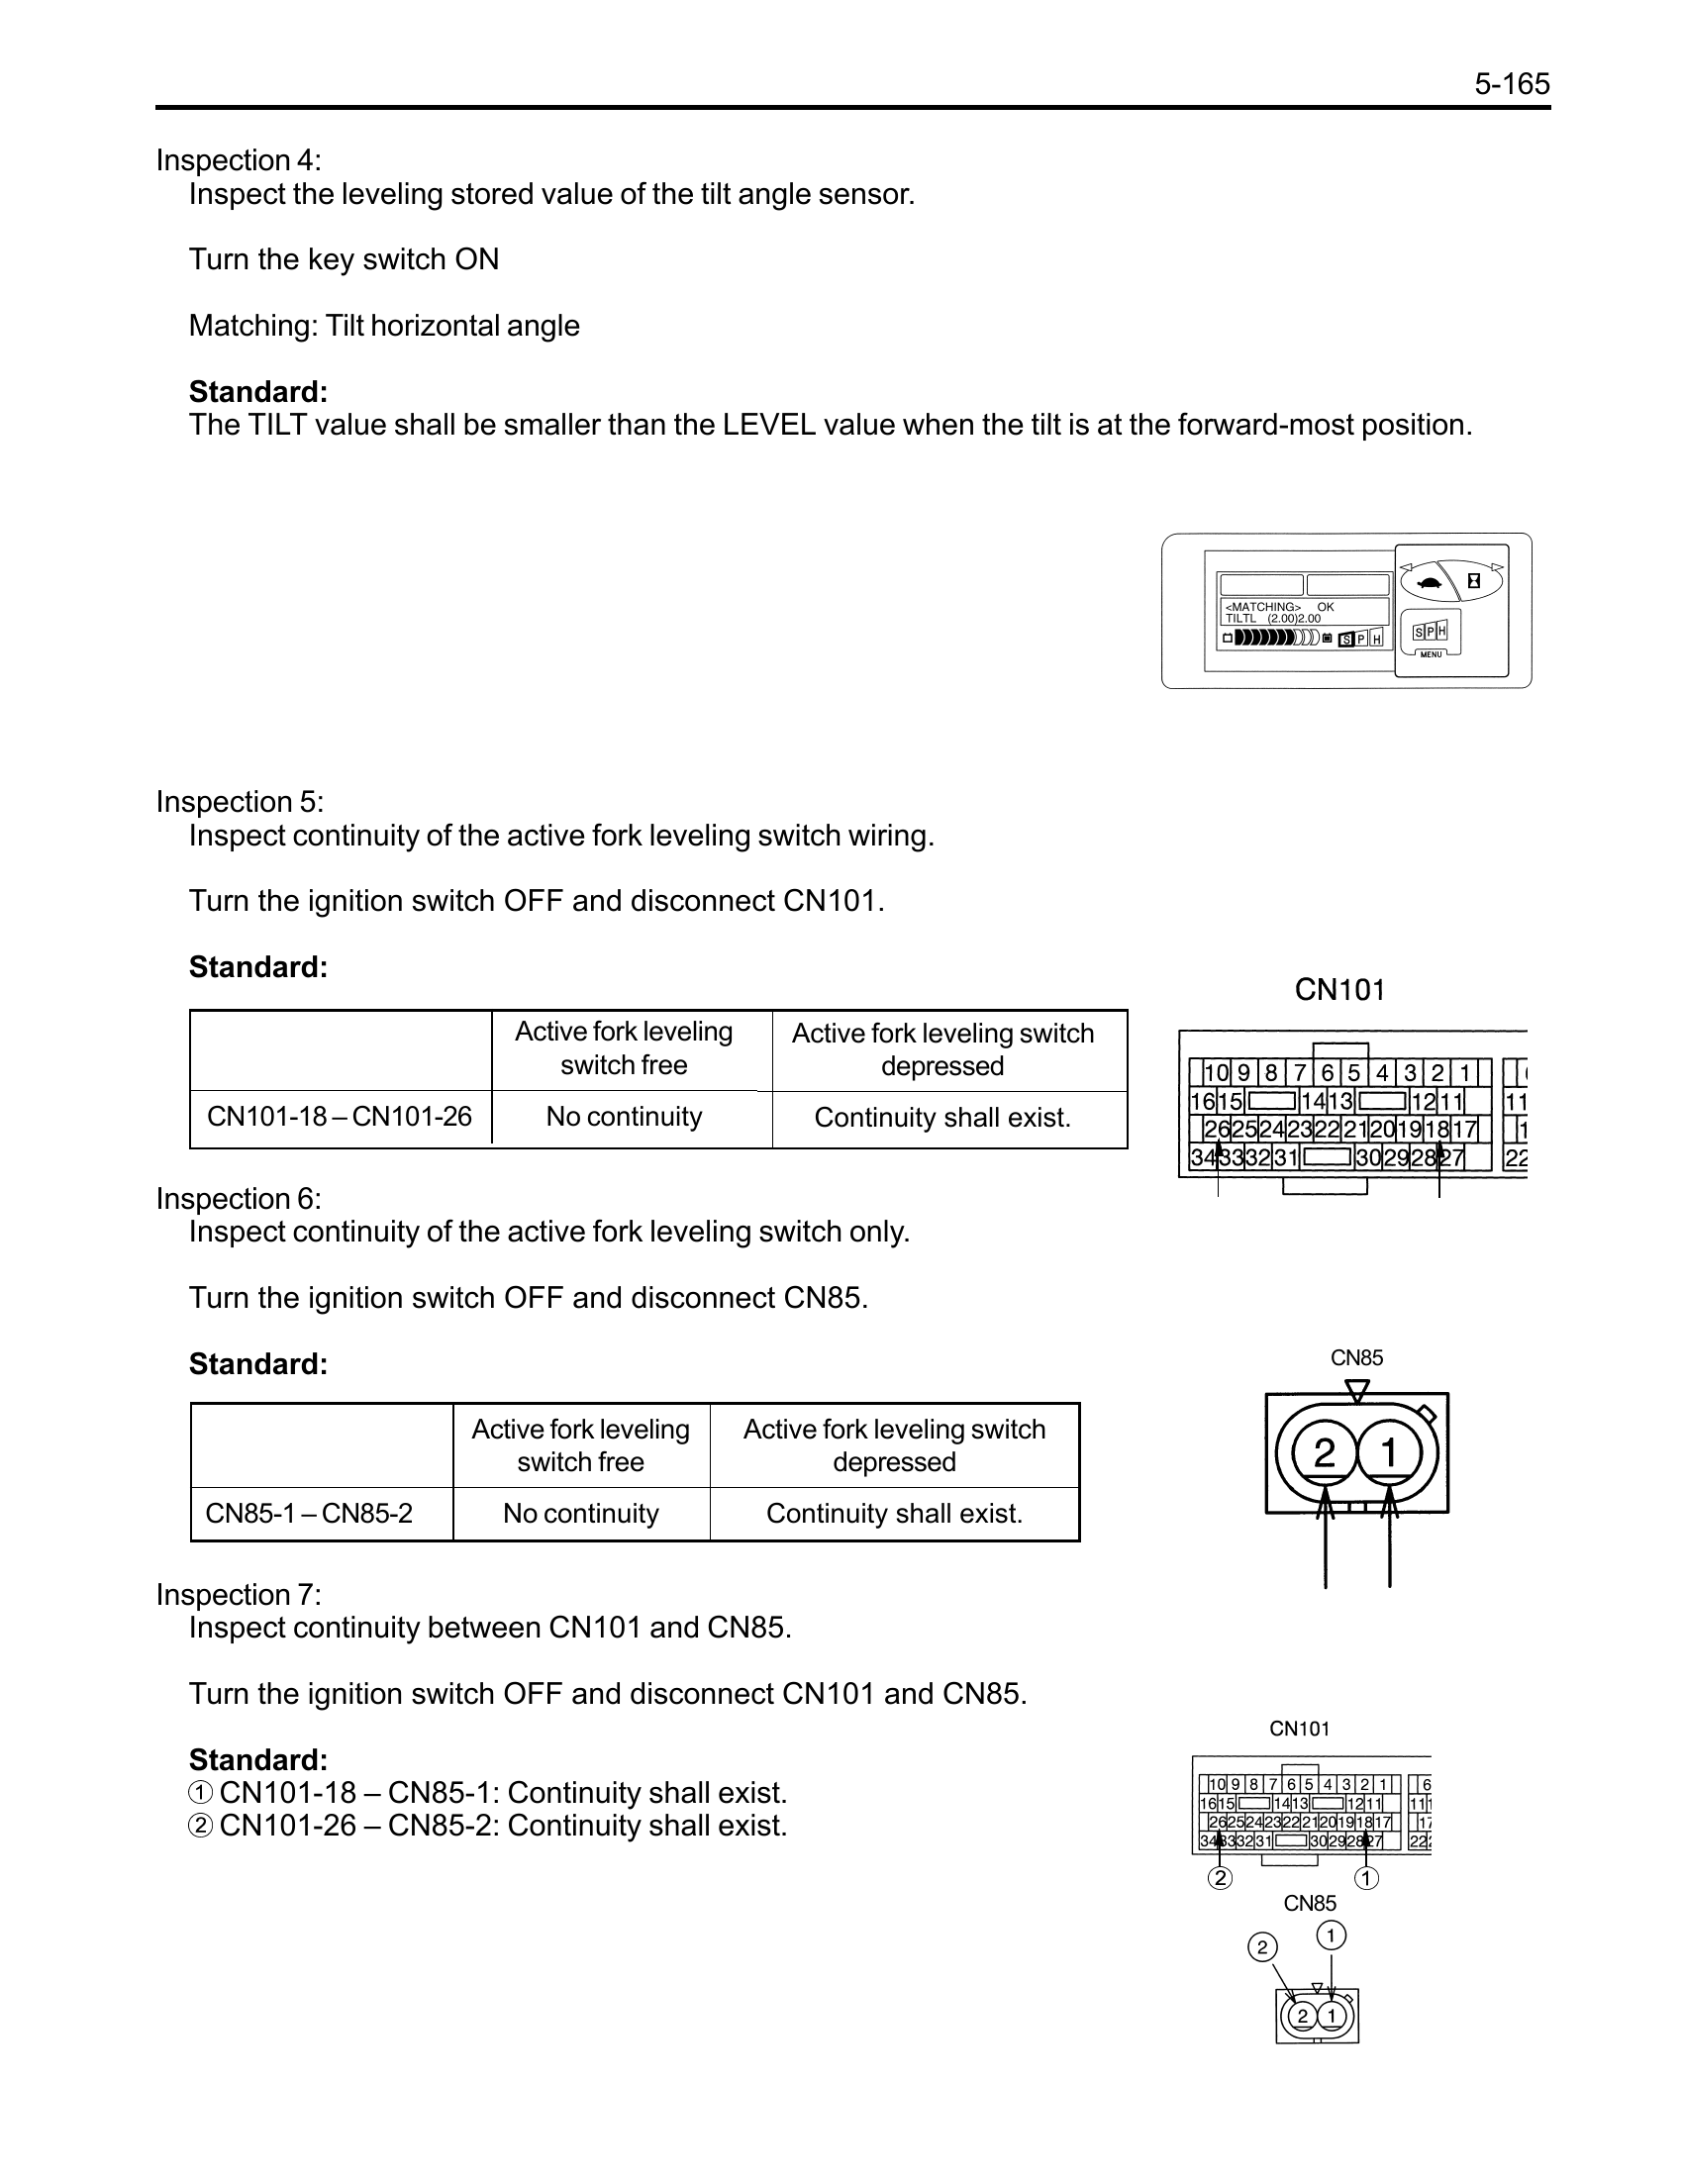 5-165
Inspection 4:
Inspect the leveling stored value of the tilt angle sensor.
Turn the key switch ON
Matching: Tilt horizontal angle
Standard:
The TILT value shall be smaller than the LEVEL value when the tilt is at the forward-most position.
<MATCHING> OK
TILTL (2.00)2.00
S P H
S P H
MENU
Inspection 5:
Inspect continuity of the active fork leveling switch wiring.
Turn the ignition switch OFF and disconnect CN101.
Standard:
Active fork leveling
switch free
Active fork leveling switch
depressed
CN101-18 – CN101-26 No continuity Continuity shall exist.
CN101
10 9 8 7 6 5 4 3 2 1
16 15 14 13 12 11 11
26 25 24 23 22 21 20 19 18 17 1
34 33 32 31 30 29 28 27 22
Inspection 6:
Inspect continuity of the active fork leveling switch only.
Turn the ignition switch OFF and disconnect CN85.
Standard:
Active fork leveling
switch free
Active fork leveling switch
depressed
CN85-1 – CN85-2 No continuity Continuity shall exist.
CN85
2 1
Inspection 7:
Inspect continuity between CN101 and CN85.
Turn the ignition switch OFF and disconnect CN101 and CN85.
Standard:
① CN101-18 – CN85-1: Continuity shall exist.
② CN101-26 – CN85-2: Continuity shall exist.
CN101
10 9 8 7 6 5 4 3 2 1 6
16 15 14 13 12 11 11
26 25 24 23 22 21 20 19 18 17 17
34 33 32 31 30 29 28 27 22
② ①
CN85
② ①
2 1